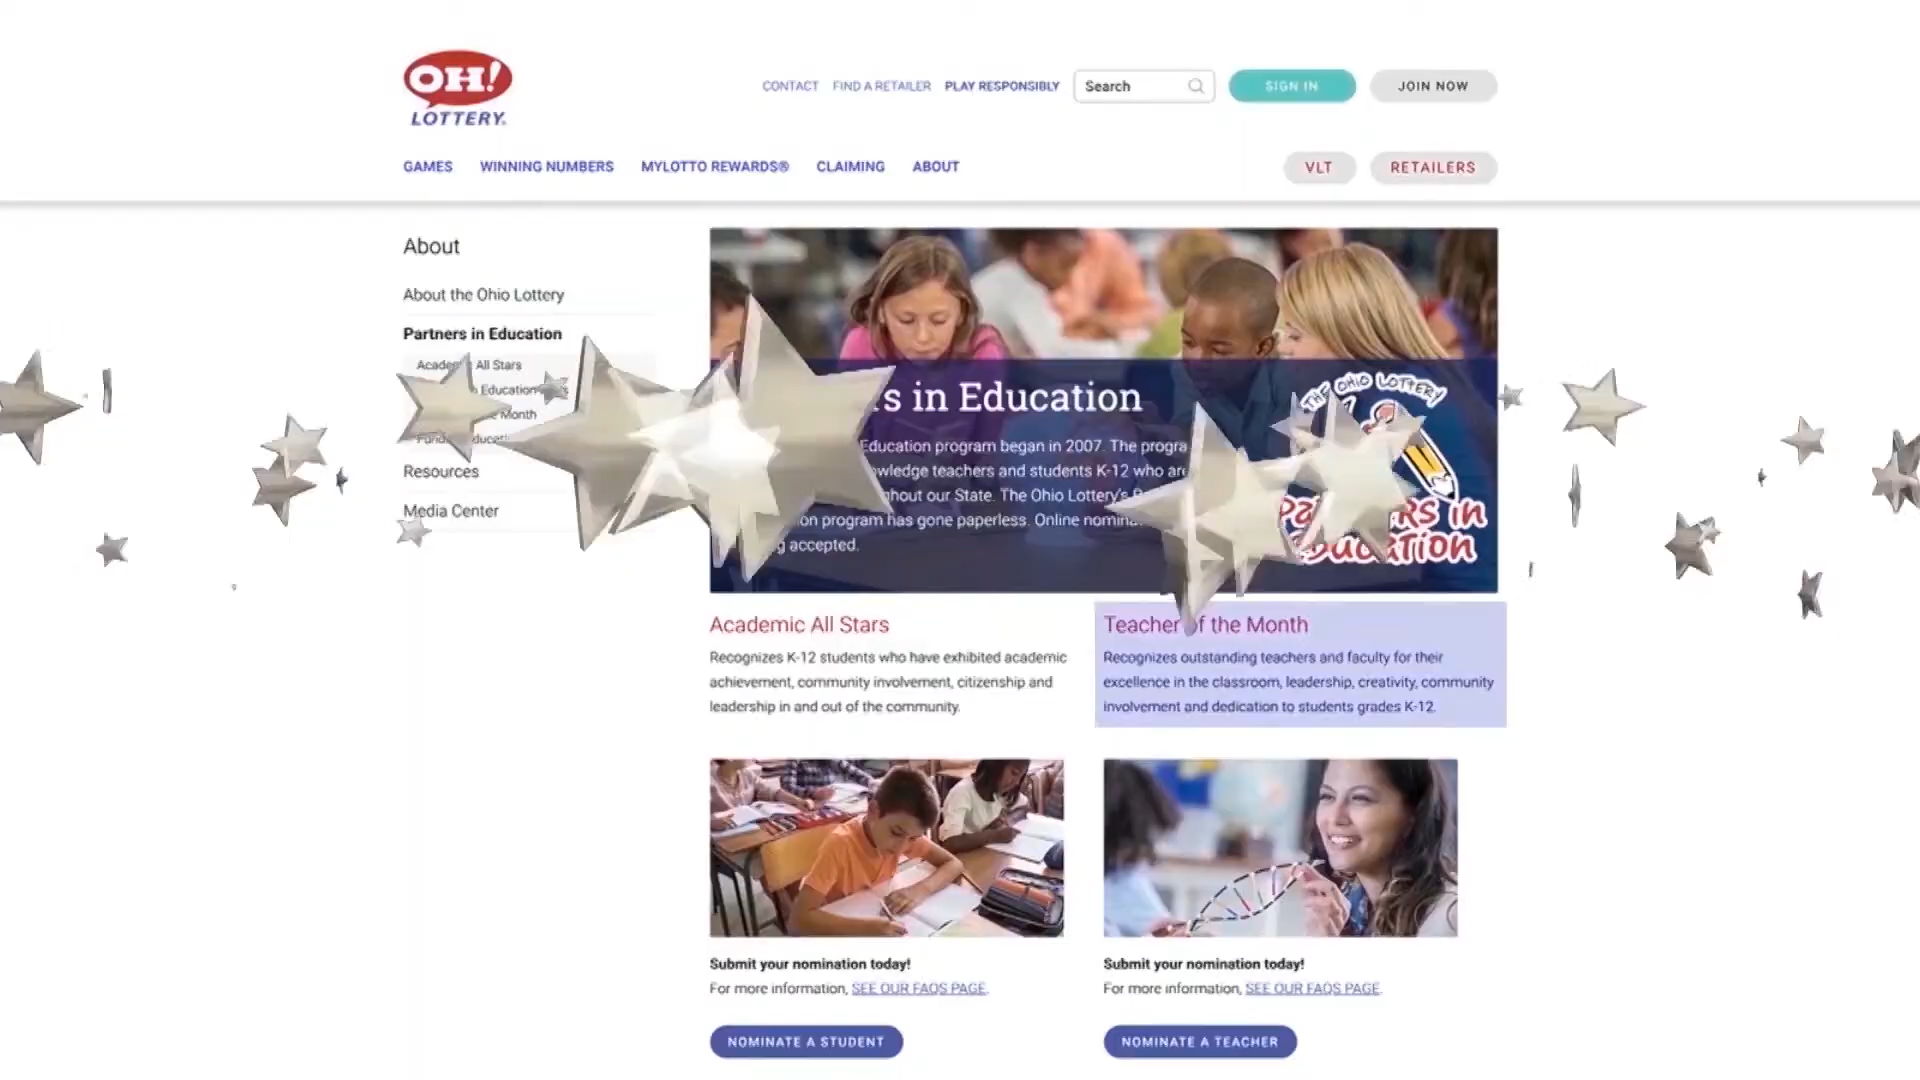 OH!
LOTTERY.
CONTACT FIND A RETAILER PLAY RESPONSIBLY Search SIGN IN JOIN NOW
GAMES WINNING NUMBERS MYLOTTO REWARDS® CLAIMING ABOUT VLT RETAILERS
About
About the Ohio Lottery
Partners in Education
All Stars
Education
Month
Resources
Media Center
in Education
Education program began in 2007. The
teachers and students K-12 who
our State. The Ohio Lottery's
program has gone paperless. Online
accepted.
THE OHIO LOTTERY
in
Education
Academic All Stars
Recognizes K-12 students who have exhibited academic
achievement, community involvement, citizenship and
leadership in and out of the community.
Teacher of the Month
Recognizes outstanding teachers and faculty for their
excellence in the classroom, leadership, creativity, community
involvement and dedication to students grades K-12.
Submit your nomination today!
For more information, SEE OUR FAQS PAGE.
NOMINATE A STUDENT
Submit your nomination today!
For more information, SEE OUR FAQS PAGE.
NOMINATE A TEACHER